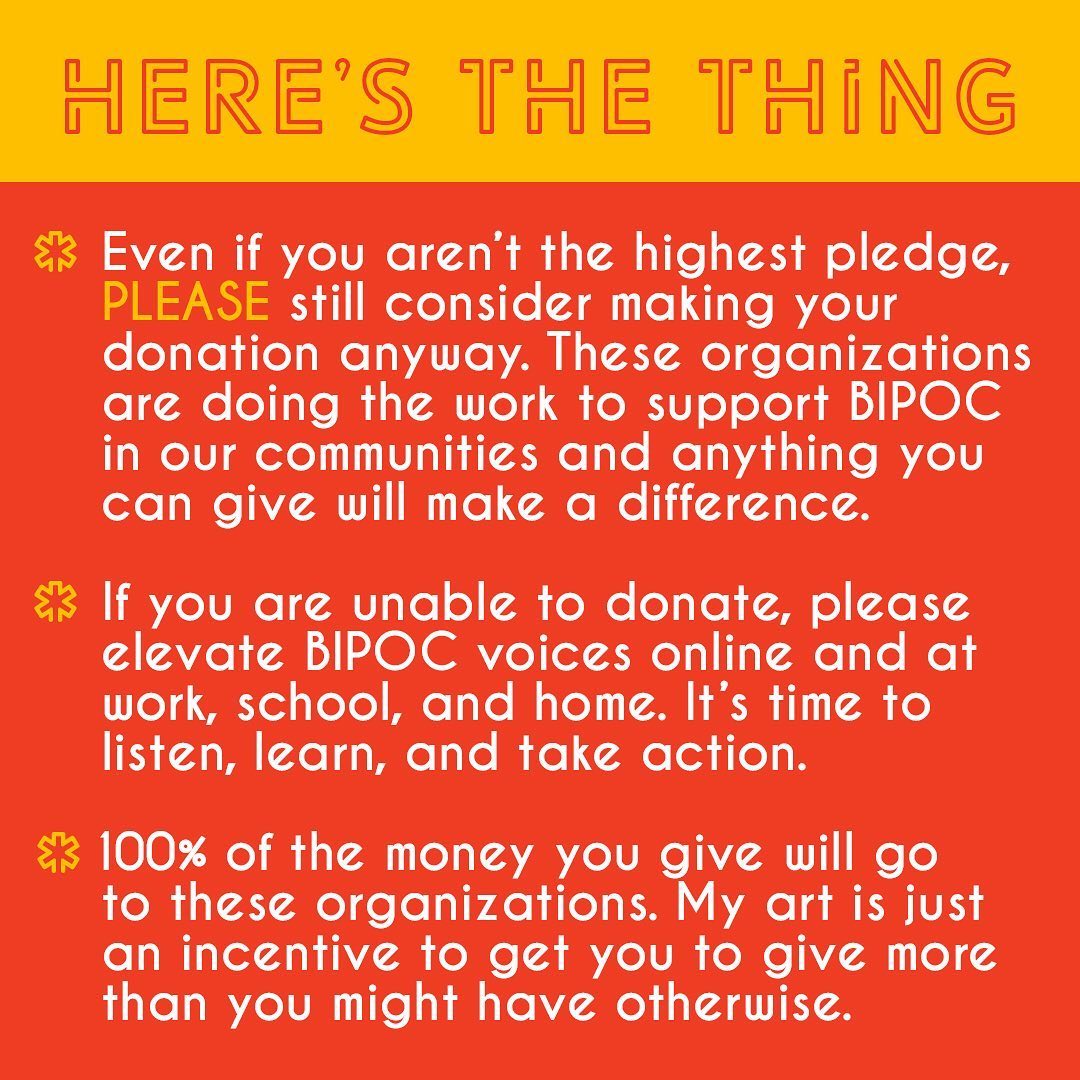 HERE'S THE THiNG
Even if you aren't the highest pledge,
PLEASE still consider making your
donation anyway. These organizations
are doing the work to support BIPOC
in our communities and anything you
can give will make a difference.
If you are unable to donate, please
elevate BIPOC voices online and at
work, school, and home. It's time to
listen, learn, and take action.
100% of the money you give will go
to these organizations. My art is just
an incentive to get you to give more
than you might have otherwise.